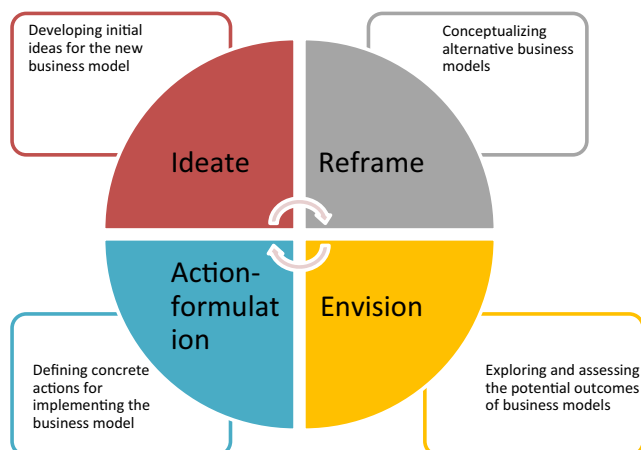 Developing initial
ideas for the new
business model
Conceptualizing
alternative business
models
Ideate
Reframe
Action-
formulat
ion
Envision
Defining concrete
actions for
implementing the
business model
Exploring and assessing
the potential outcomes
of business models